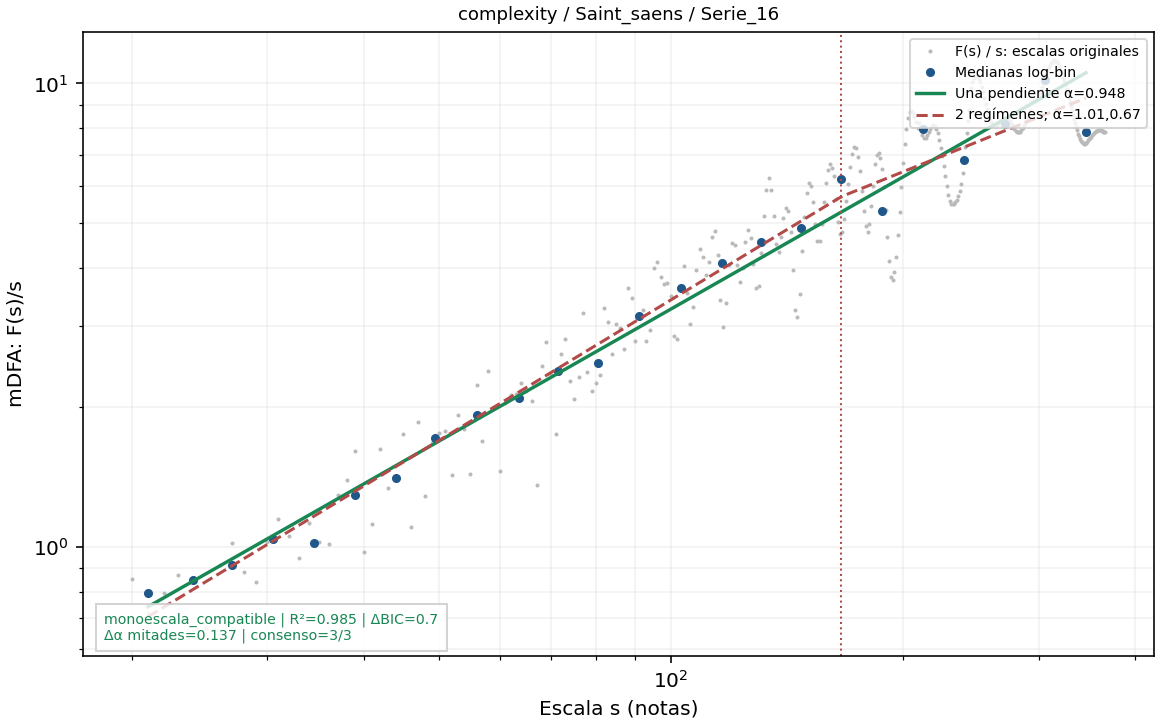 complexity / Saint_saens / Serie_16
F(s) / s: escalas originales
Medianas log-bin
Una pendiente α=0.948
2 regímenes; α=1.01,0.67
10¹
10⁰
mDFA: F(s)/s
monoescala_compatible | R²=0.985 | ΔBIC=0.7
Δα mitades=0.137 | consenso=3/3
10²
Escala s (notas)